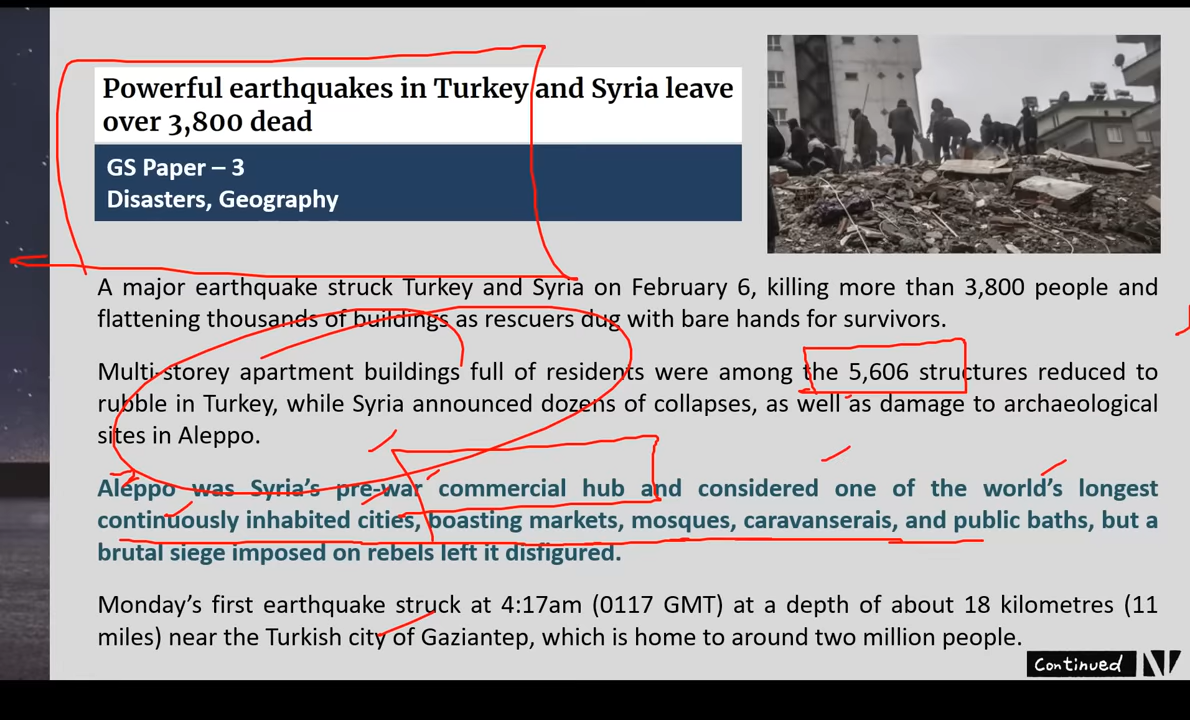 Powerful earthquakes in Turkey and Syria leave
over 3,800 dead
GS Paper – 3
Disasters, Geography
A major earthquake struck Turkey and Syria on February 6, killing more than 3,800 people and
flattening thousands of buildings as rescuers dug with bare hands for survivors.
Multi-storey apartment buildings full of residents were among the 5,606 structures reduced to
rubble in Turkey, while Syria announced dozens of collapses, as well as damage to archaeological
sites in Aleppo.
Aleppo was Syria's pre-war commercial hub and considered one of the world's longest
continuously inhabited cities, boasting markets, mosques, caravanserais, and public baths, but a
brutal siege imposed on rebels left it disfigured.
Monday's first earthquake struck at 4:17am (0117 GMT) at a depth of about 18 kilometres (11
miles) near the Turkish city of Gaziantep, which is home to around two million people.
Continued